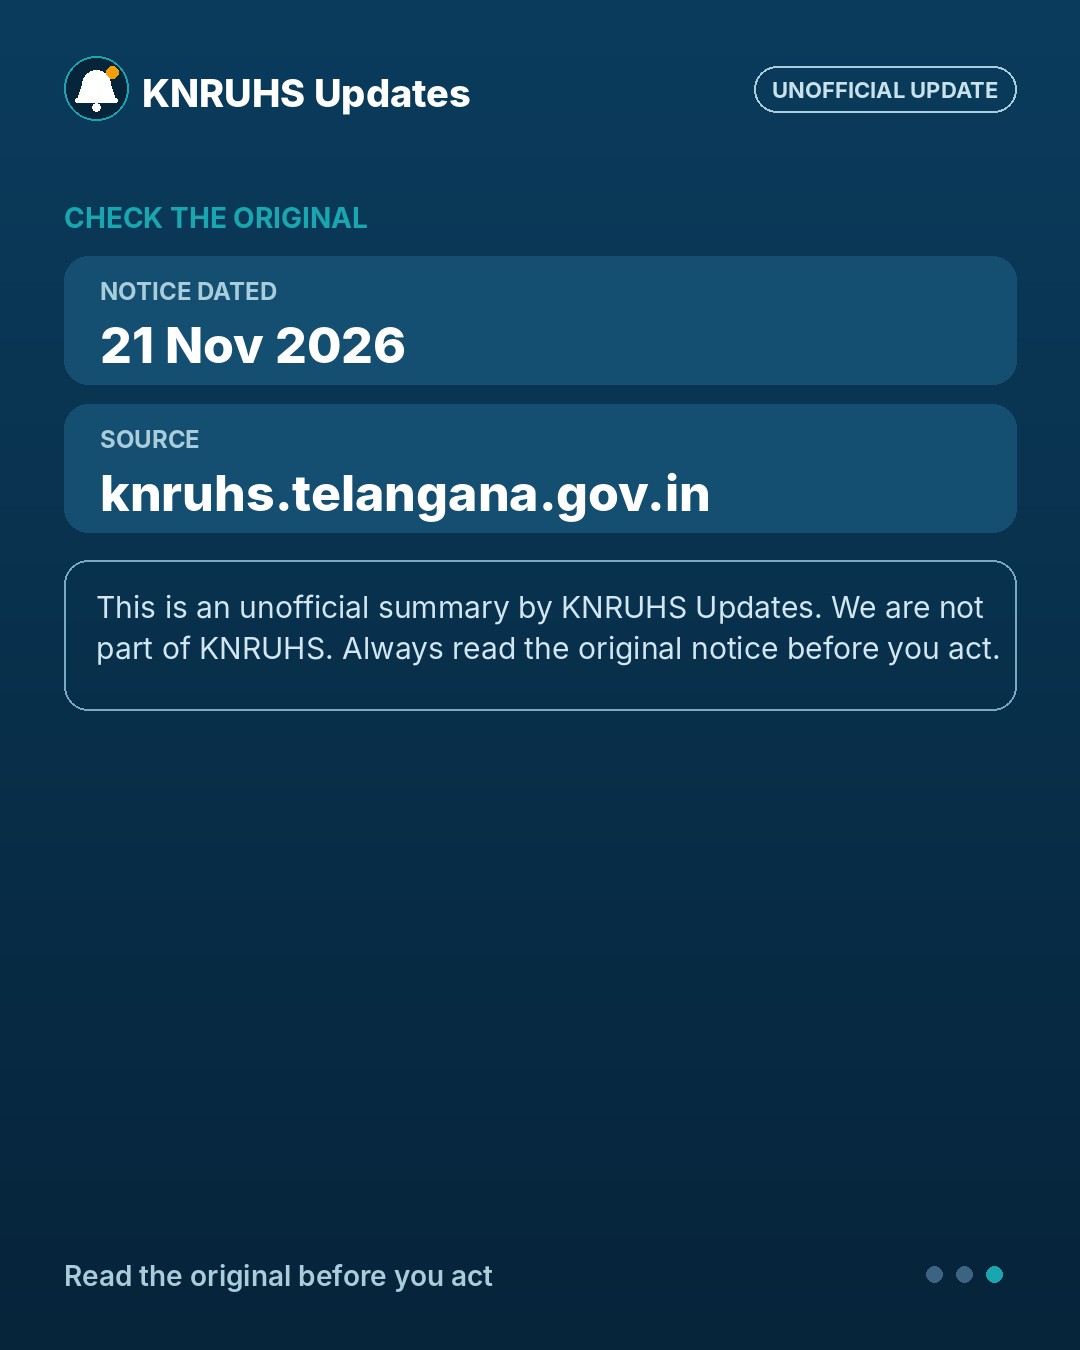 KNRUHS Updates
UNOFFICIAL UPDATE
CHECK THE ORIGINAL
NOTICE DATED
21 Nov 2026
SOURCE
knruhs.telangana.gov.in
This is an unofficial summary by KNRUHS Updates. We are not
part of KNRUHS. Always read the original notice before you act.
Read the original before you act